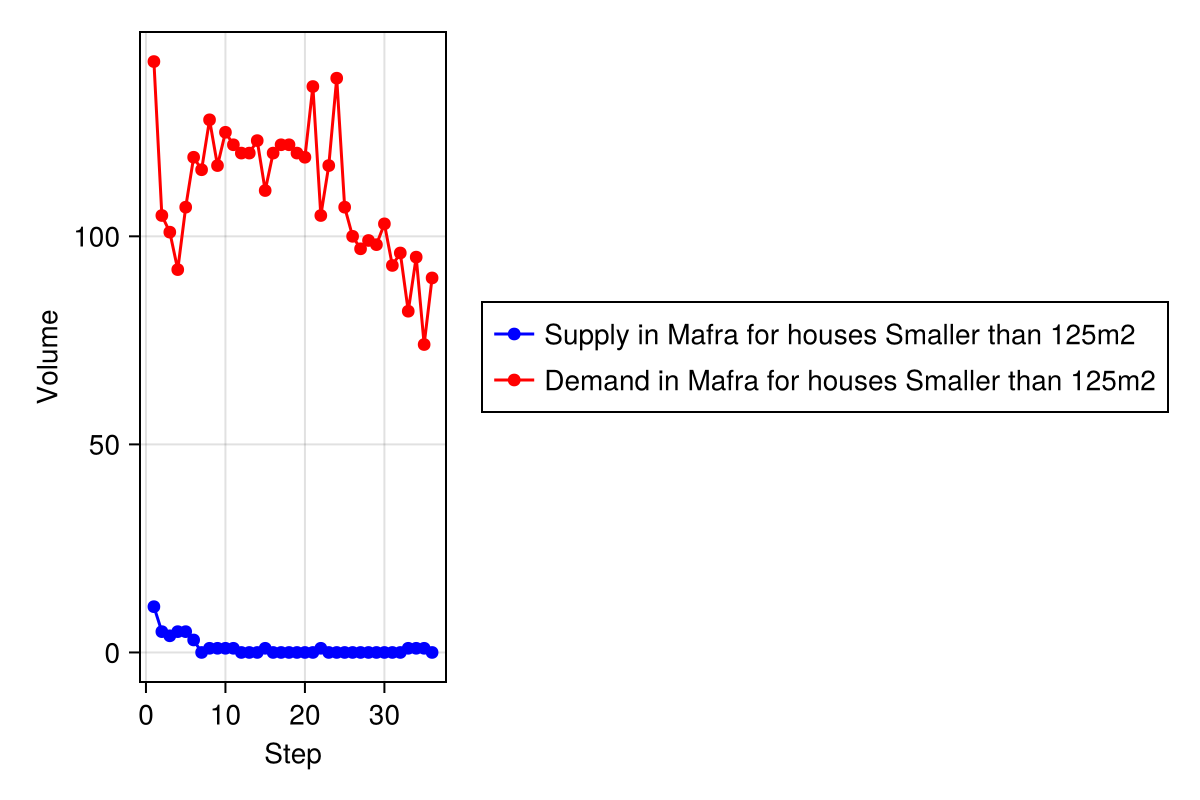 Volume
100
50
0
0 10 20 30
Step
Supply in Mafra for houses Smaller than 125m2
Demand in Mafra for houses Smaller than 125m2